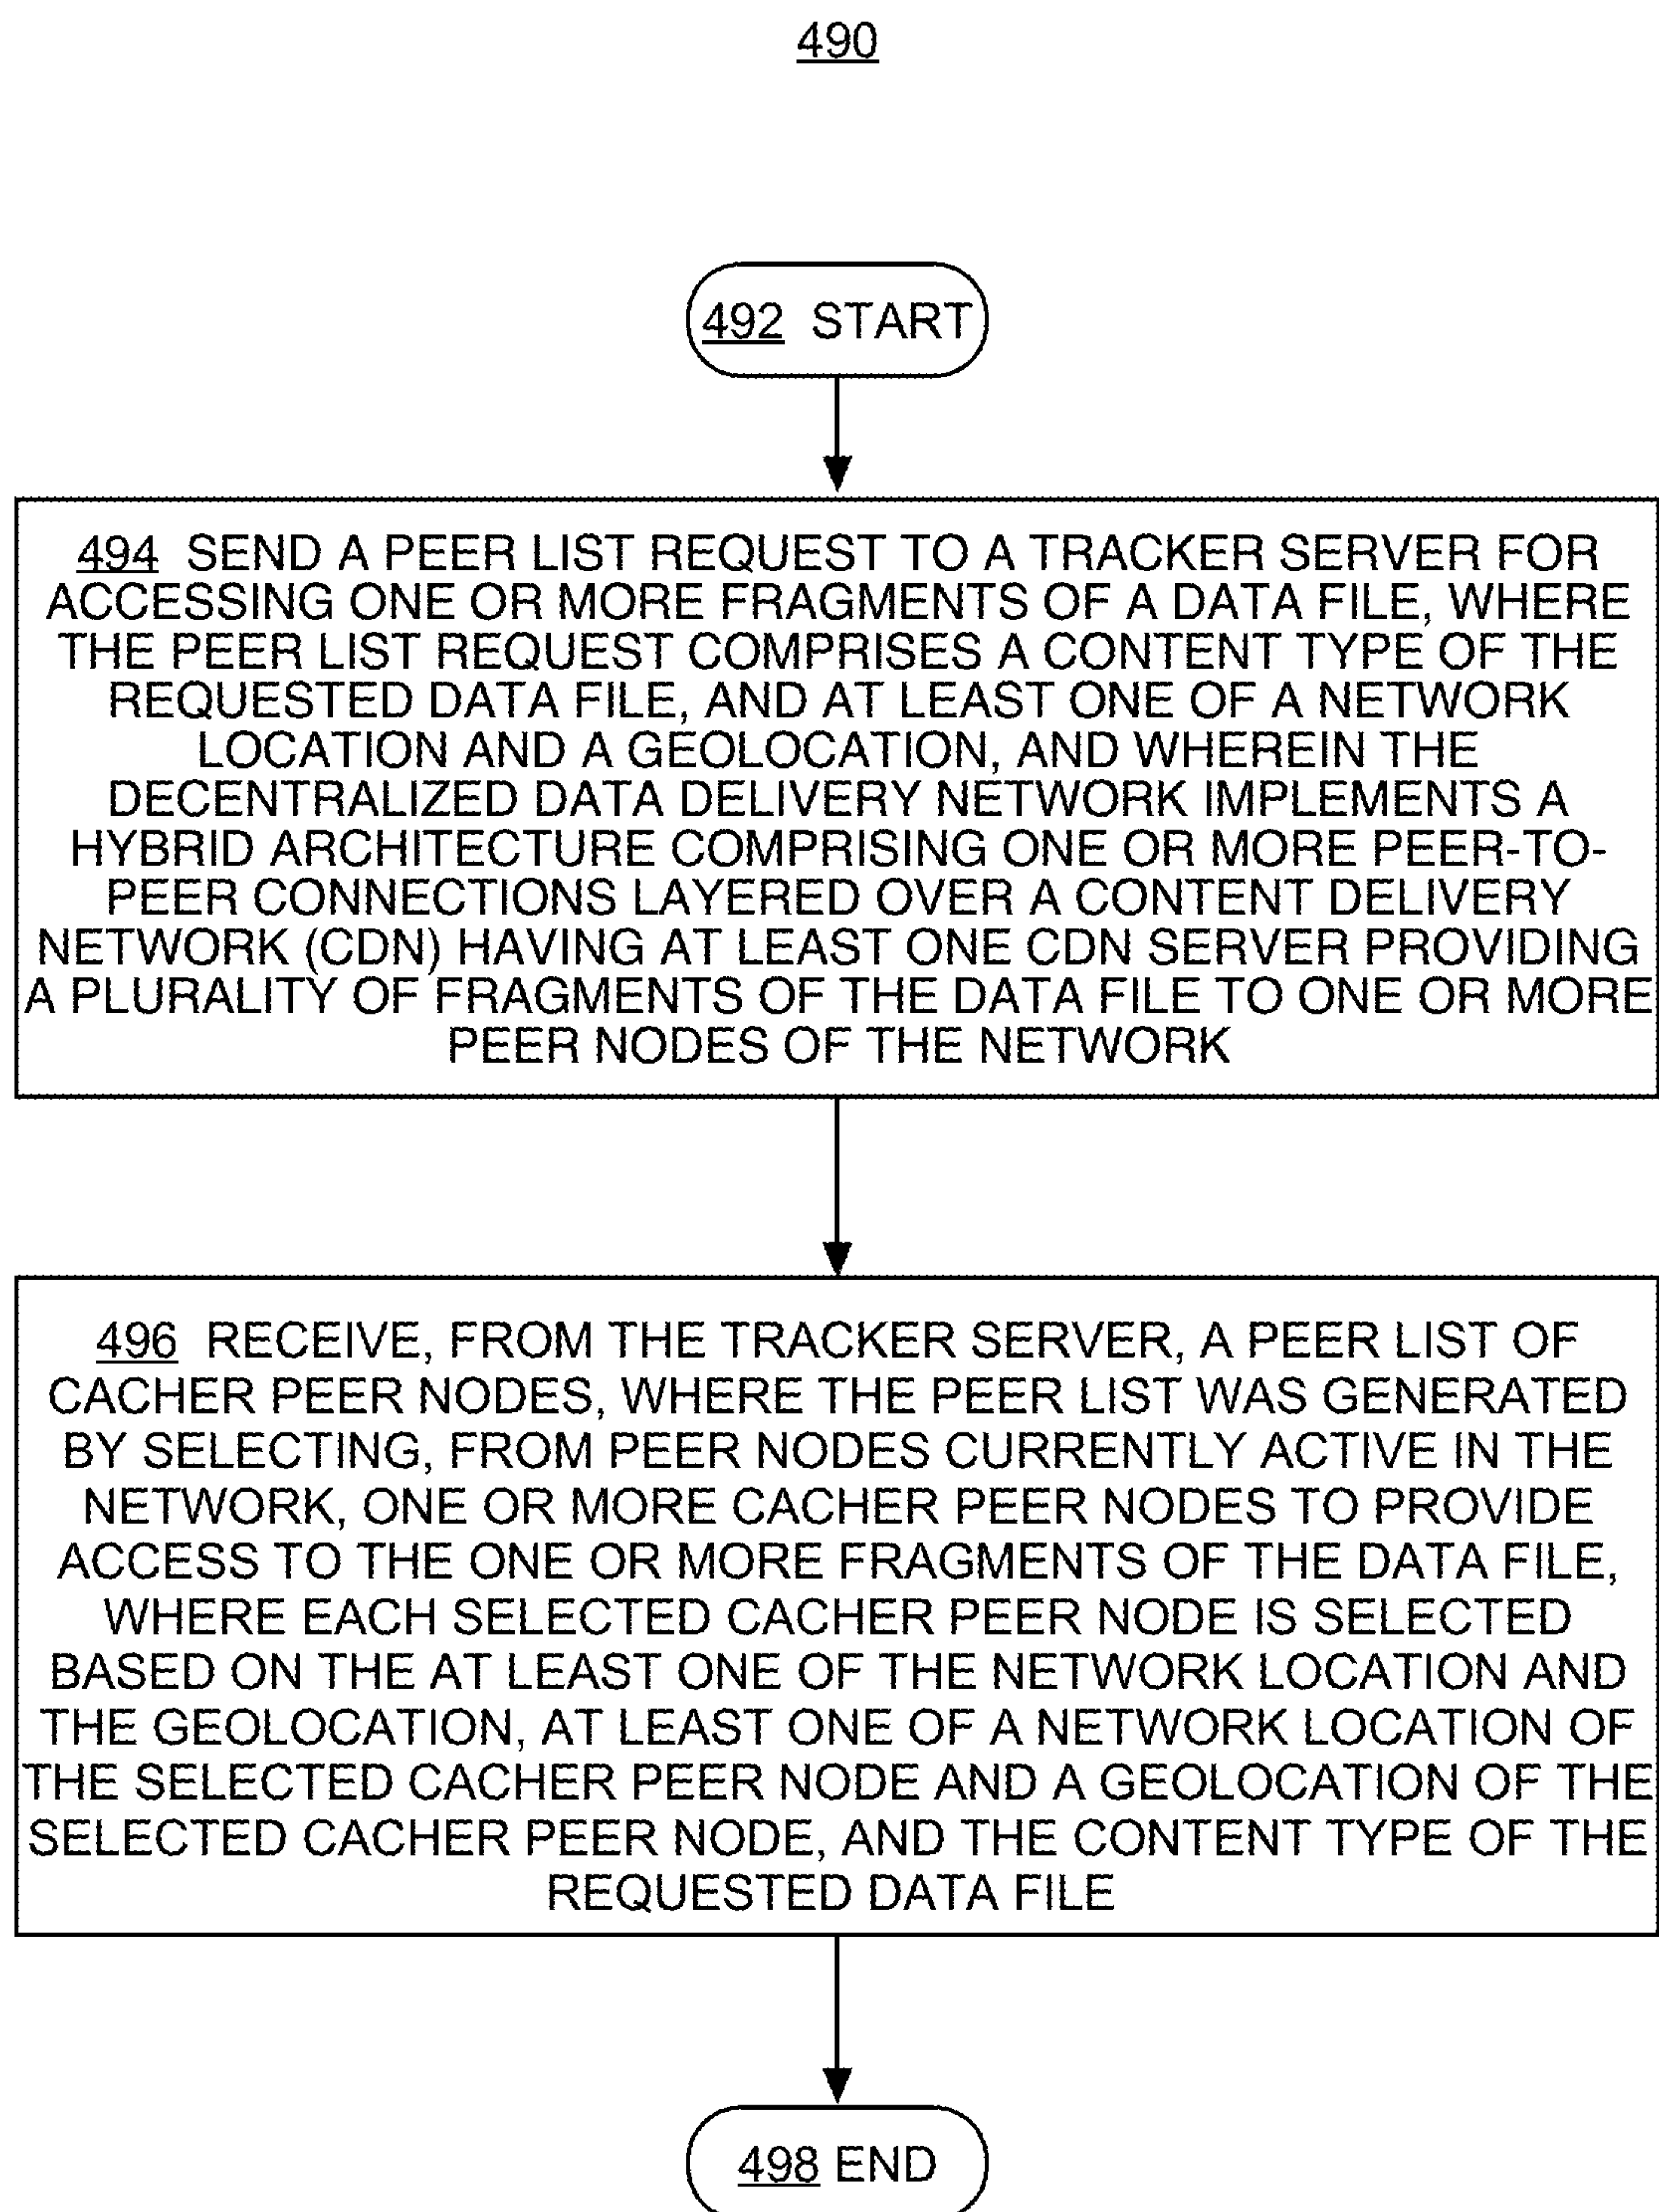 490
492 START
494 SEND A PEER LIST REQUEST TO A TRACKER SERVER FOR
ACCESSING ONE OR MORE FRAGMENTS OF A DATA FILE, WHERE
THE PEER LIST REQUEST COMPRISES A CONTENT TYPE OF THE
REQUESTED DATA FILE, AND AT LEAST ONE OF A NETWORK
LOCATION AND A GEOLOCATION, AND WHEREIN THE
DECENTRALIZED DATA DELIVERY NETWORK IMPLEMENTS A
HYBRID ARCHITECTURE COMPRISING ONE OR MORE PEER-TO-
PEER CONNECTIONS LAYERED OVER A CONTENT DELIVERY
NETWORK (CDN) HAVING AT LEAST ONE CDN SERVER PROVIDING
A PLURALITY OF FRAGMENTS OF THE DATA FILE TO ONE OR MORE
PEER NODES OF THE NETWORK
496 RECEIVE, FROM THE TRACKER SERVER, A PEER LIST OF
CACHER PEER NODES, WHERE THE PEER LIST WAS GENERATED
BY SELECTING, FROM PEER NODES CURRENTLY ACTIVE IN THE
NETWORK, ONE OR MORE CACHER PEER NODES TO PROVIDE
ACCESS TO THE ONE OR MORE FRAGMENTS OF THE DATA FILE,
WHERE EACH SELECTED CACHER PEER NODE IS SELECTED
BASED ON THE AT LEAST ONE OF THE NETWORK LOCATION AND
THE GEOLOCATION, AT LEAST ONE OF A NETWORK LOCATION OF
THE SELECTED CACHER PEER NODE AND A GEOLOCATION OF THE
SELECTED CACHER PEER NODE, AND THE CONTENT TYPE OF THE
REQUESTED DATA FILE
498 END